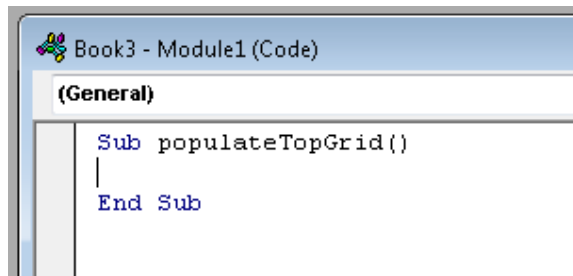 Book3 - Module1 (Code)
(General)
Sub populateTopGrid()
End Sub